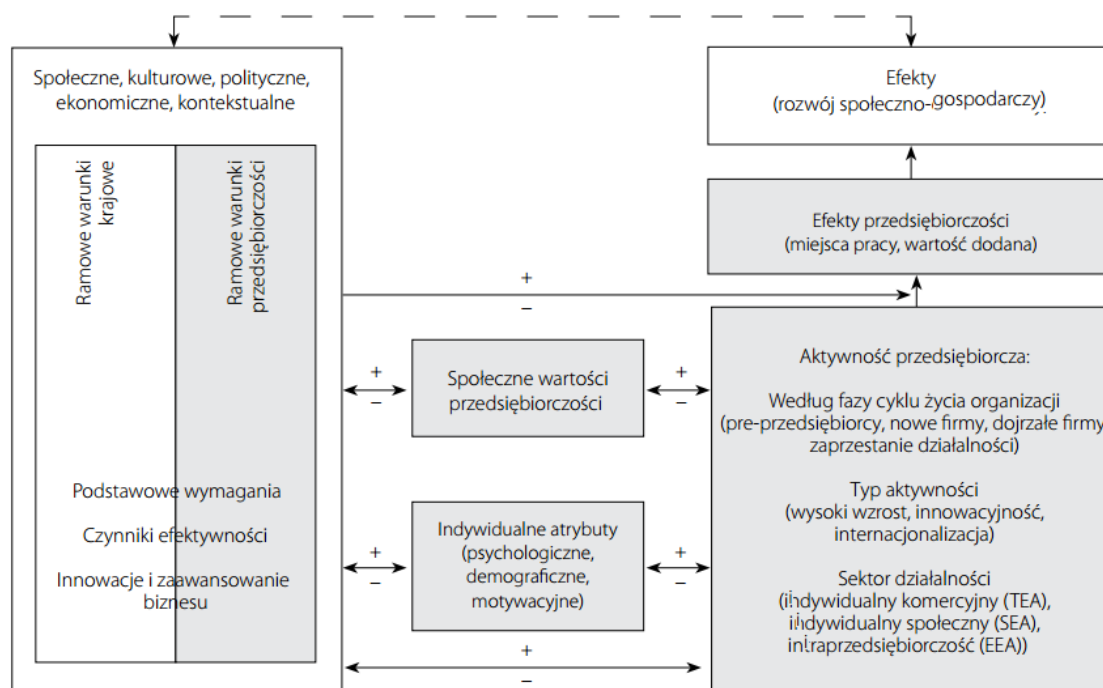 Społeczne, kulturowe, polityczne,
ekonomiczne, kontekstualne
Ramowe warunki
krajowe
Ramowe warunki
przedsiębiorczości
Podstawowe wymagania
Czynniki efektywności
Innowacje i zaawansowanie
biznesu
Efekty
(rozwój społeczno-gospodarczy)
Efekty przedsiębiorczości
(miejsca pracy, wartość dodana)
+
–
+
–
Społeczne wartości
przedsiębiorczości
+
–
+
–
Indywidualne atrybuty
(psychologiczne,
demograficzne,
motywacyjne)
+
–
+
–
Aktywność przedsiębiorcza:
Według fazy cyklu życia organizacji
(pre-przedsiębiorcy, nowe firmy, dojrzałe firmy
zaprzestanie działalności)
Typ aktywności
(wysoki wzrost, innowacyjność,
internacjonalizacja)
Sektor działalności
(indywidualny komercyjny (TEA),
indywidualny społeczny (SEA),
intraprzedsiębiorczość (EEA))